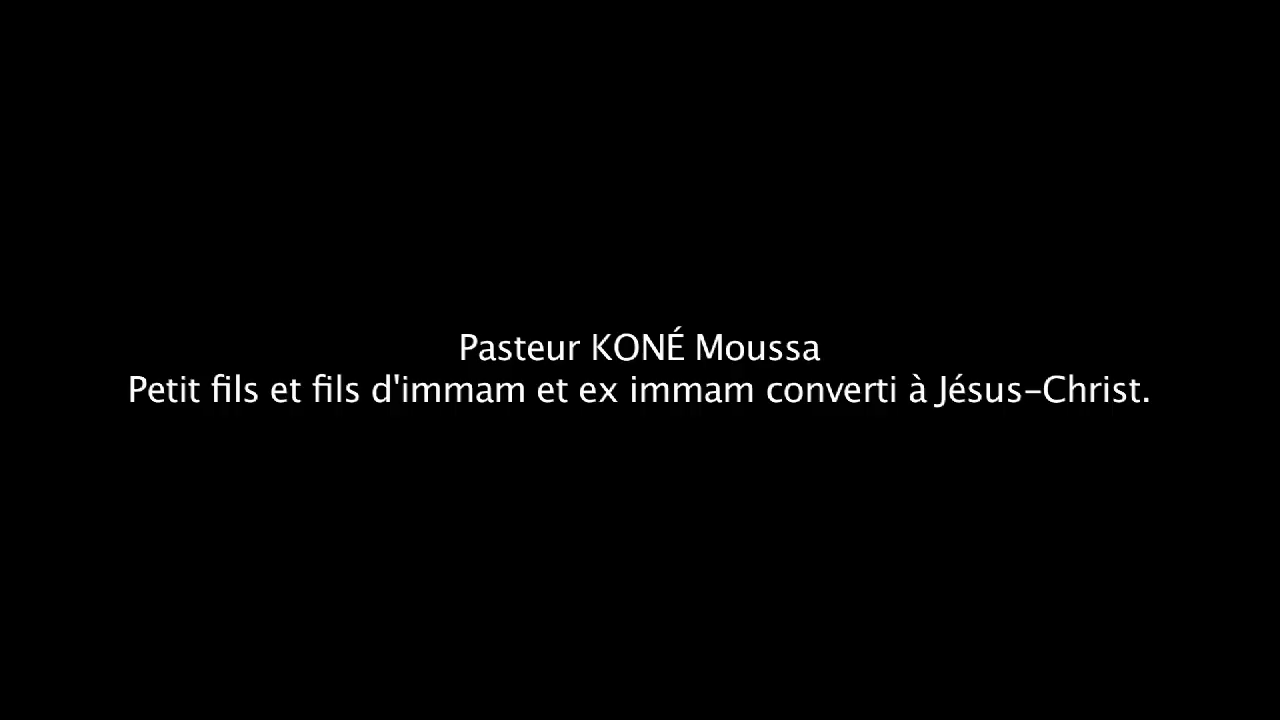 Pasteur KONÉ Moussa
Petit fils et fils d'immam et ex immam converti à Jésus-Christ.